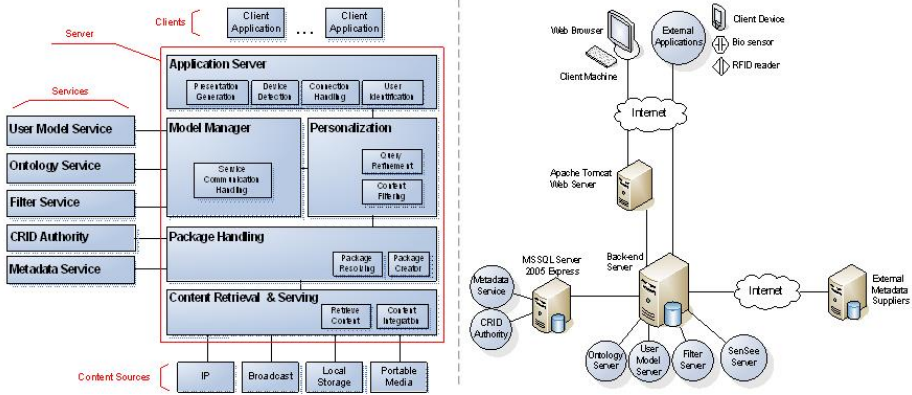 Clients
Client
Application
...
Client
Application
Server
Application Server
Presentation
Generation
Device
Detection
Connection
Handling
User
Identification
Services
User Model Service
Ontology Service
Filter Service
CRID Authority
Metadata Service
Model Manager
Service
Communication
Handling
Personalization
Query
Refinement
Content
Filtering
Package Handling
Package
Resolving
Package
Creator
Content Retrieval & Serving
Retrieve
Content
Content
Integration
Content Sources
IP
Broadcast
Local
Storage
Portable
Media
Web Browser
Client Machine
External
Applications
Client Device
Bio sensor
RFID reader
Internet
Apache Tomcat
Web Server
MSSQL Server
2005 Express
Backend
Server
Metadata
Service
CRID
Authority
Internet
External
Metadata
Suppliers
Ontology
Server
User
Model
Server
Filter
Server
SenSee
Server